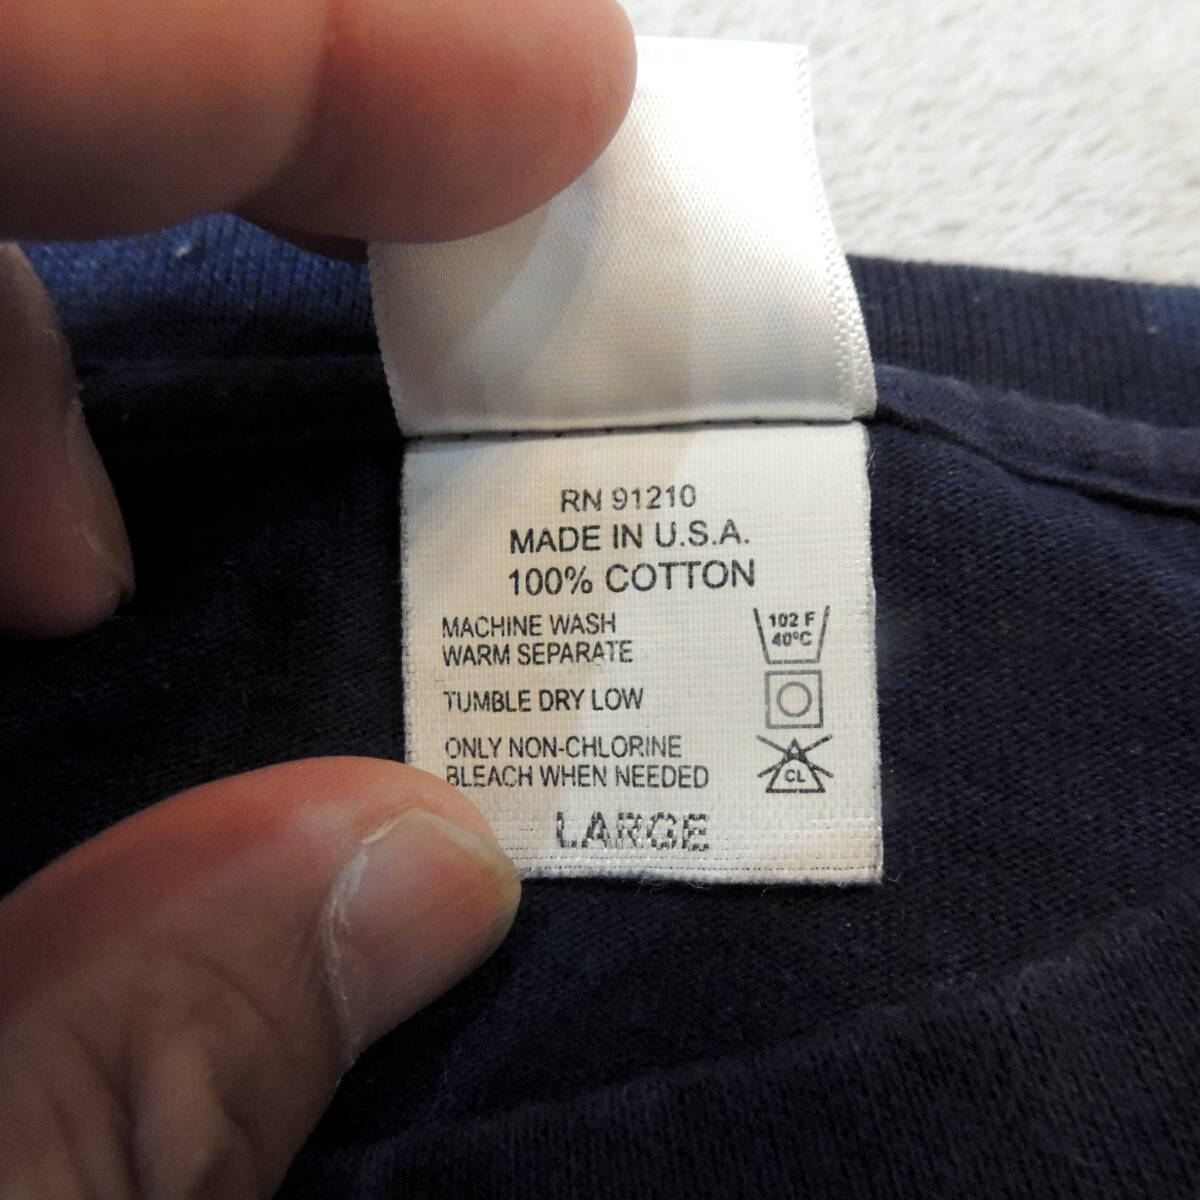 RN 91210
MADE IN U.S.A.
100% COTTON
MACHINE WASH
WARM SEPARATE
102 F
40°C
TUMBLE DRY LOW
ONLY NON-CHLORINE
BLEACH WHEN NEEDED
CL
LARGE